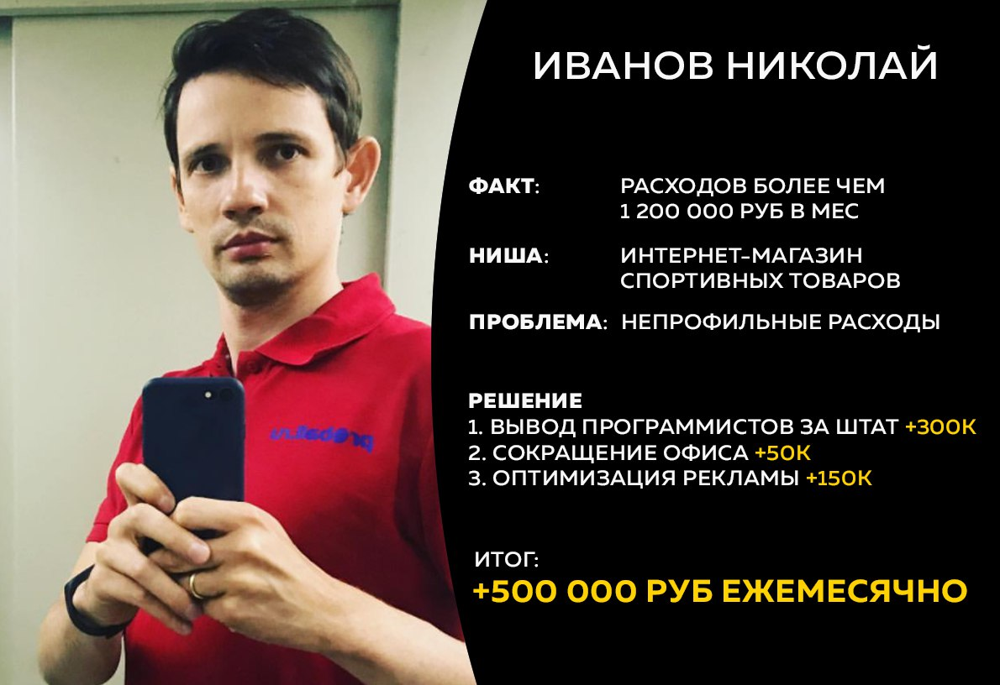 ИВАНОВ НИКОЛАЙ
ФАКТ: РАСХОДОВ БОЛЕЕ ЧЕМ
1 200 000 РУБ В МЕС
НИША: ИНТЕРНЕТ-МАГАЗИН
СПОРТИВНЫХ ТОВАРОВ
ПРОБЛЕМА: НЕПРОФИЛЬНЫЕ РАСХОДЫ
РЕШЕНИЕ
1. ВЫВОД ПРОГРАММИСТОВ ЗА ШТАТ +300К
2. СОКРАЩЕНИЕ ОФИСА +50К
3. ОПТИМИЗАЦИЯ РЕКЛАМЫ +150К
ИТОГ:
+500 000 РУБ ЕЖЕМЕСЯЧНО